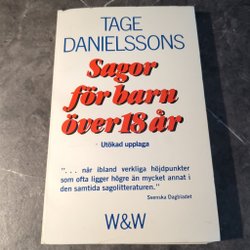 TAGE
DANIELSSONS
Sagor
för barn
över 18 år
Utökad upplaga
”. . . når ibland verkliga höjdpunkter
som ofta ligger högre än mycket annat i
den samtida sagolitteraturen.”
Svenska Dagbladet
W&W